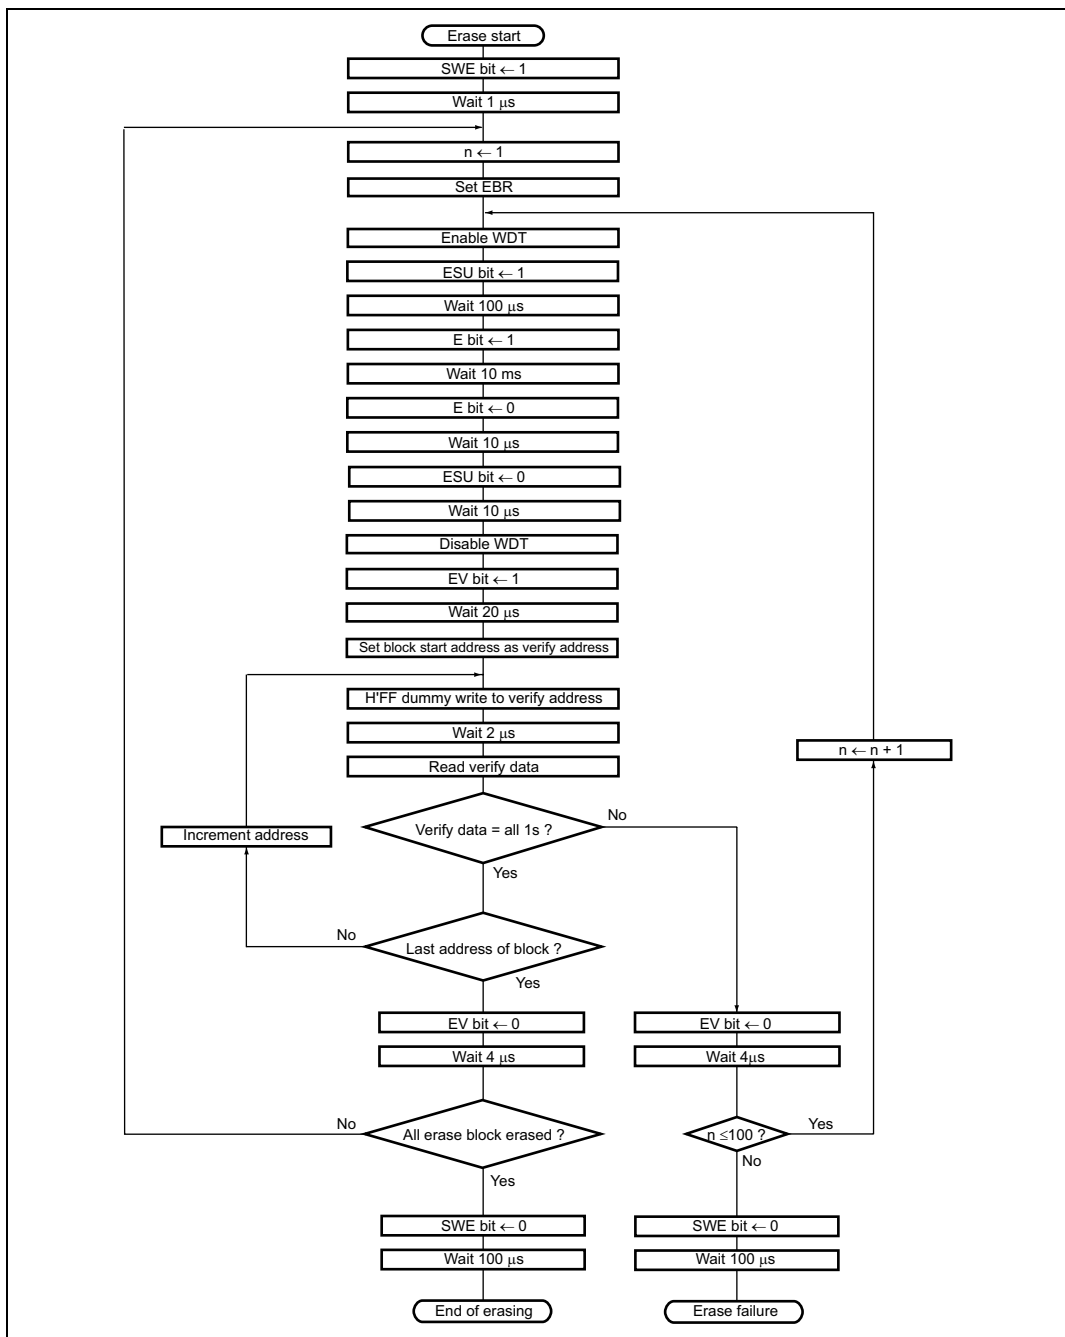 Erase start
SWE bit ← 1
Wait 1 μs
n ← 1
Set EBR
Enable WDT
ESU bit ← 1
Wait 100 μs
E bit ← 1
Wait 10 ms
E bit ← 0
Wait 10 μs
ESU bit ← 0
Wait 10 μs
Disable WDT
EV bit ← 1
Wait 20 μs
Set block start address as verify address
H'FF dummy write to verify address
Wait 2 μs
n ← n + 1
Read verify data
No
Increment address
Verify data = all 1s ?
Yes
No
Last address of block ?
Yes
EV bit ← 0
EV bit ← 0
Wait 4 μs
Wait 4μs
No
All erase block erased ?
n ≤100 ?
Yes
No
Yes
SWE bit ← 0
SWE bit ← 0
Wait 100 μs
Wait 100 μs
End of erasing
Erase failure